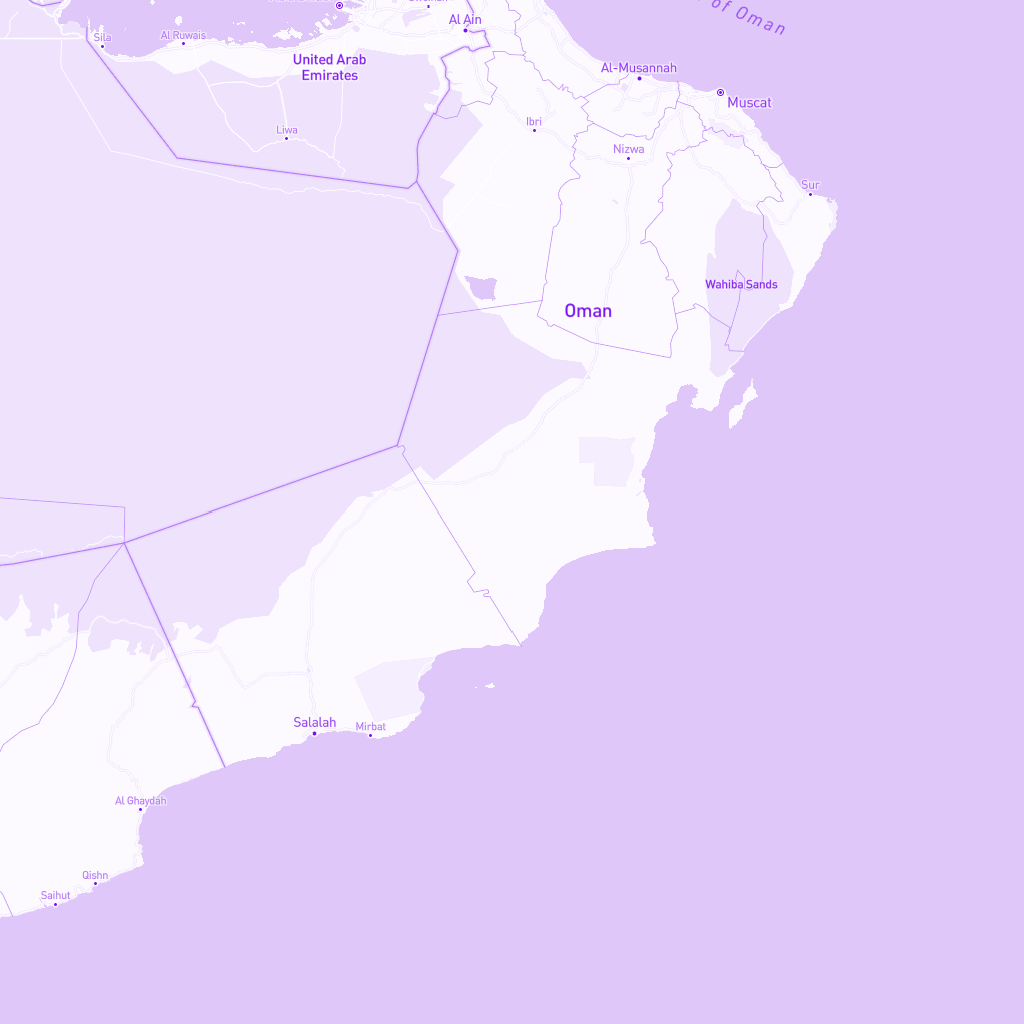 of Oman
Al Ain
Sila
Al Ruwais
United Arab
Emirates
Al-Musannah
Muscat
Ibri
Liwa
Nizwa
Sur
Wahiba Sands
Oman
Salalah
Mirbat
Al Ghaydah
Qishn
Saihut